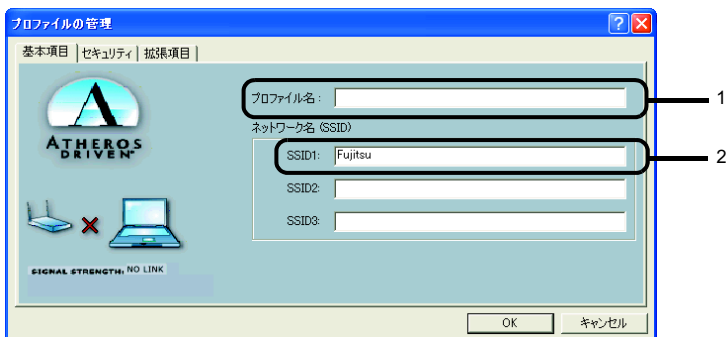 プロファイルの管理
基本項目 セキュリティ 拡張項目
ATHEROS
DRIVEN
プロファイル名:
1
ネットワーク名 (SSID)
SSID1: Fujitsu
2
SSID2:
SSID3:
SIGNAL STRENGTH: NO LINK
OK キャンセル